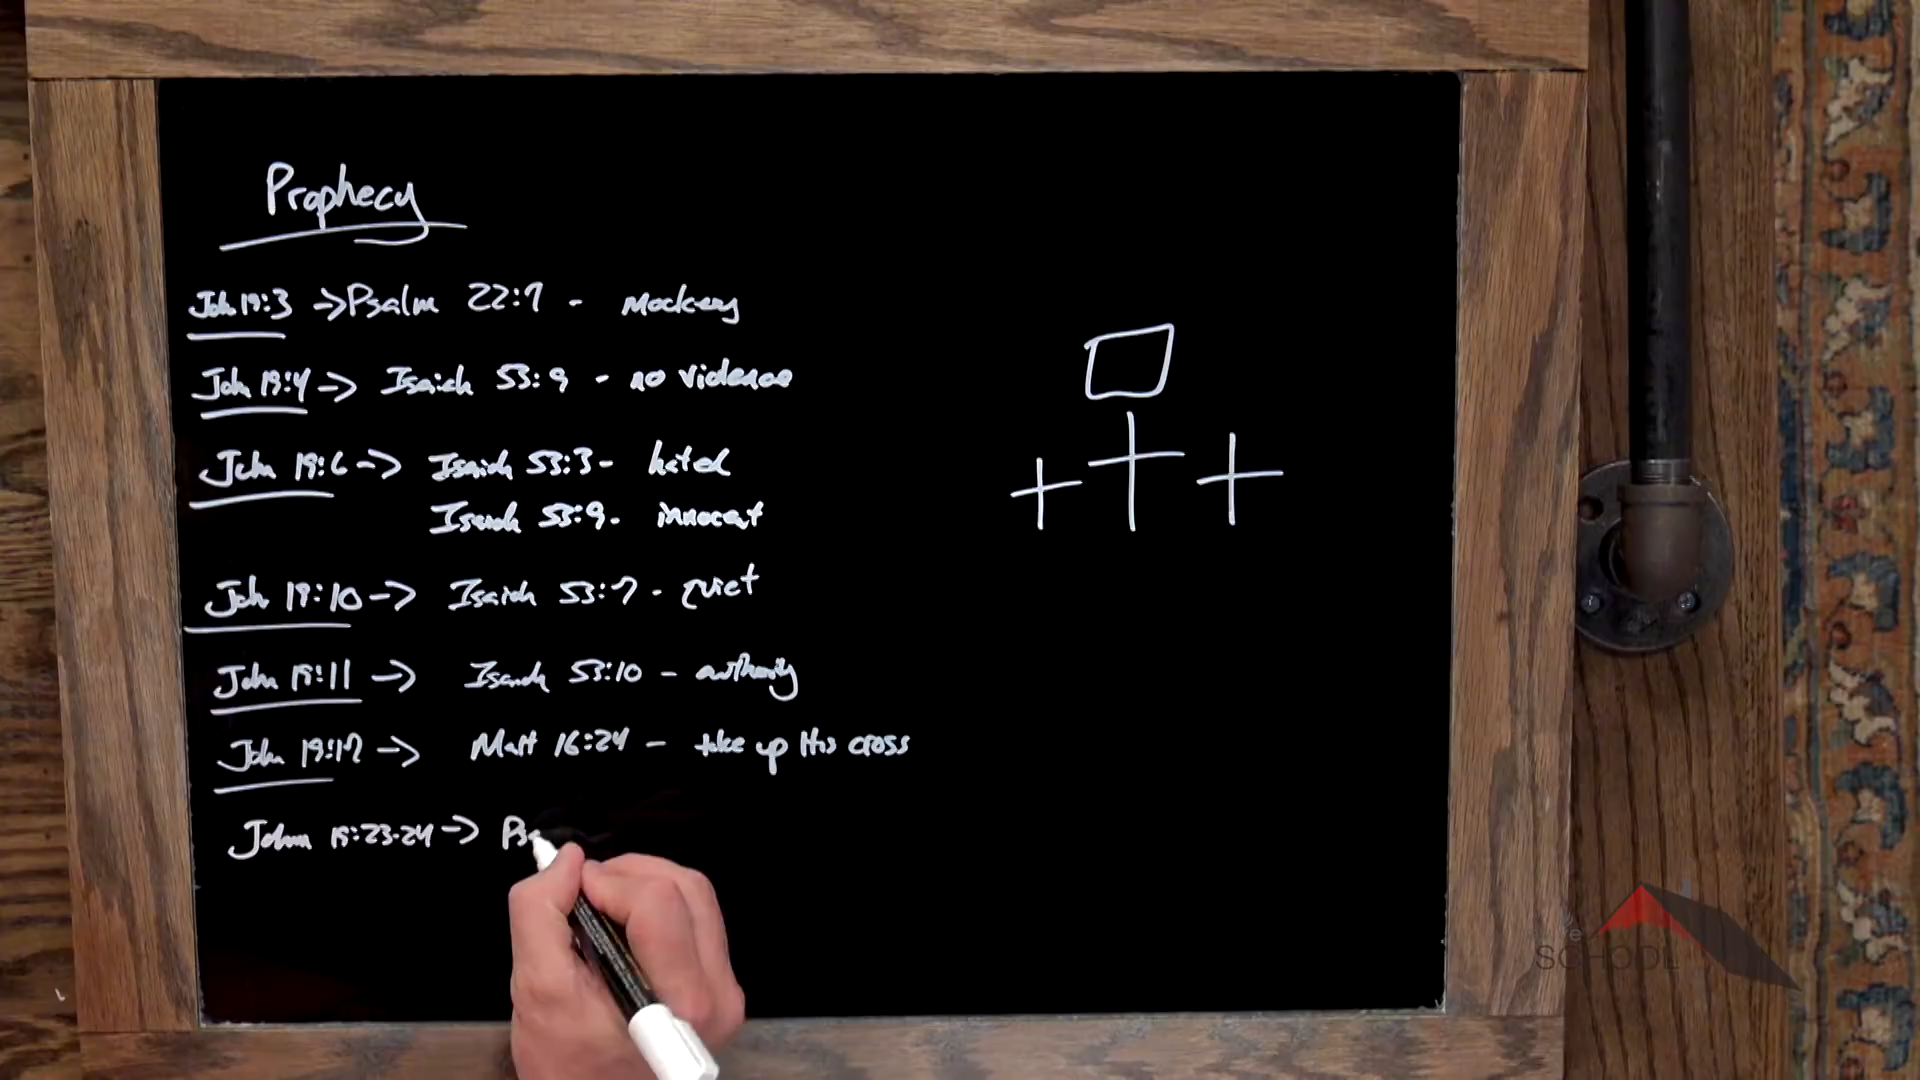 Prophecy
John 19:3 -> Psalm 22:7 - mockery
John 19:4 -> Isaiah 53:9 - no violence
John 19:6 -> Isaiah 53:3 - hated
Isaiah 53:9 - innocent
John 19:10 -> Isaiah 53:7 - quiet
John 19:11 -> Isaiah 53:10 - authority
John 19:17 -> Matt 16:24 - take up His cross
John 19:23-24 -> Psa
SCHOOL